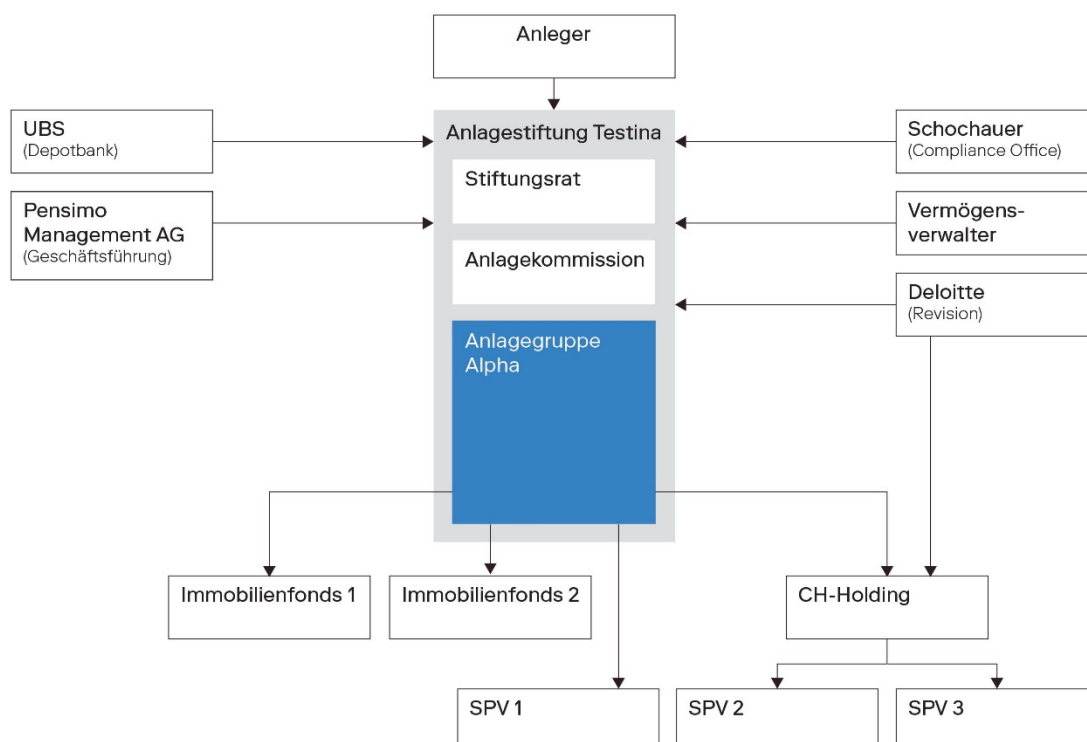 Anleger
UBS
(Depotbank)
Pensimo
Management AG
(Geschäftsführung)
Anlagestiftung Testina
Stiftungsrat
Anlagekommission
Anlagegruppe
Alpha
Schochauer
(Compliance Office)
Vermögens-
verwalter
Deloitte
(Revision)
Immobilienfonds 1
Immobilienfonds 2
CH-Holding
SPV 1
SPV 2
SPV 3